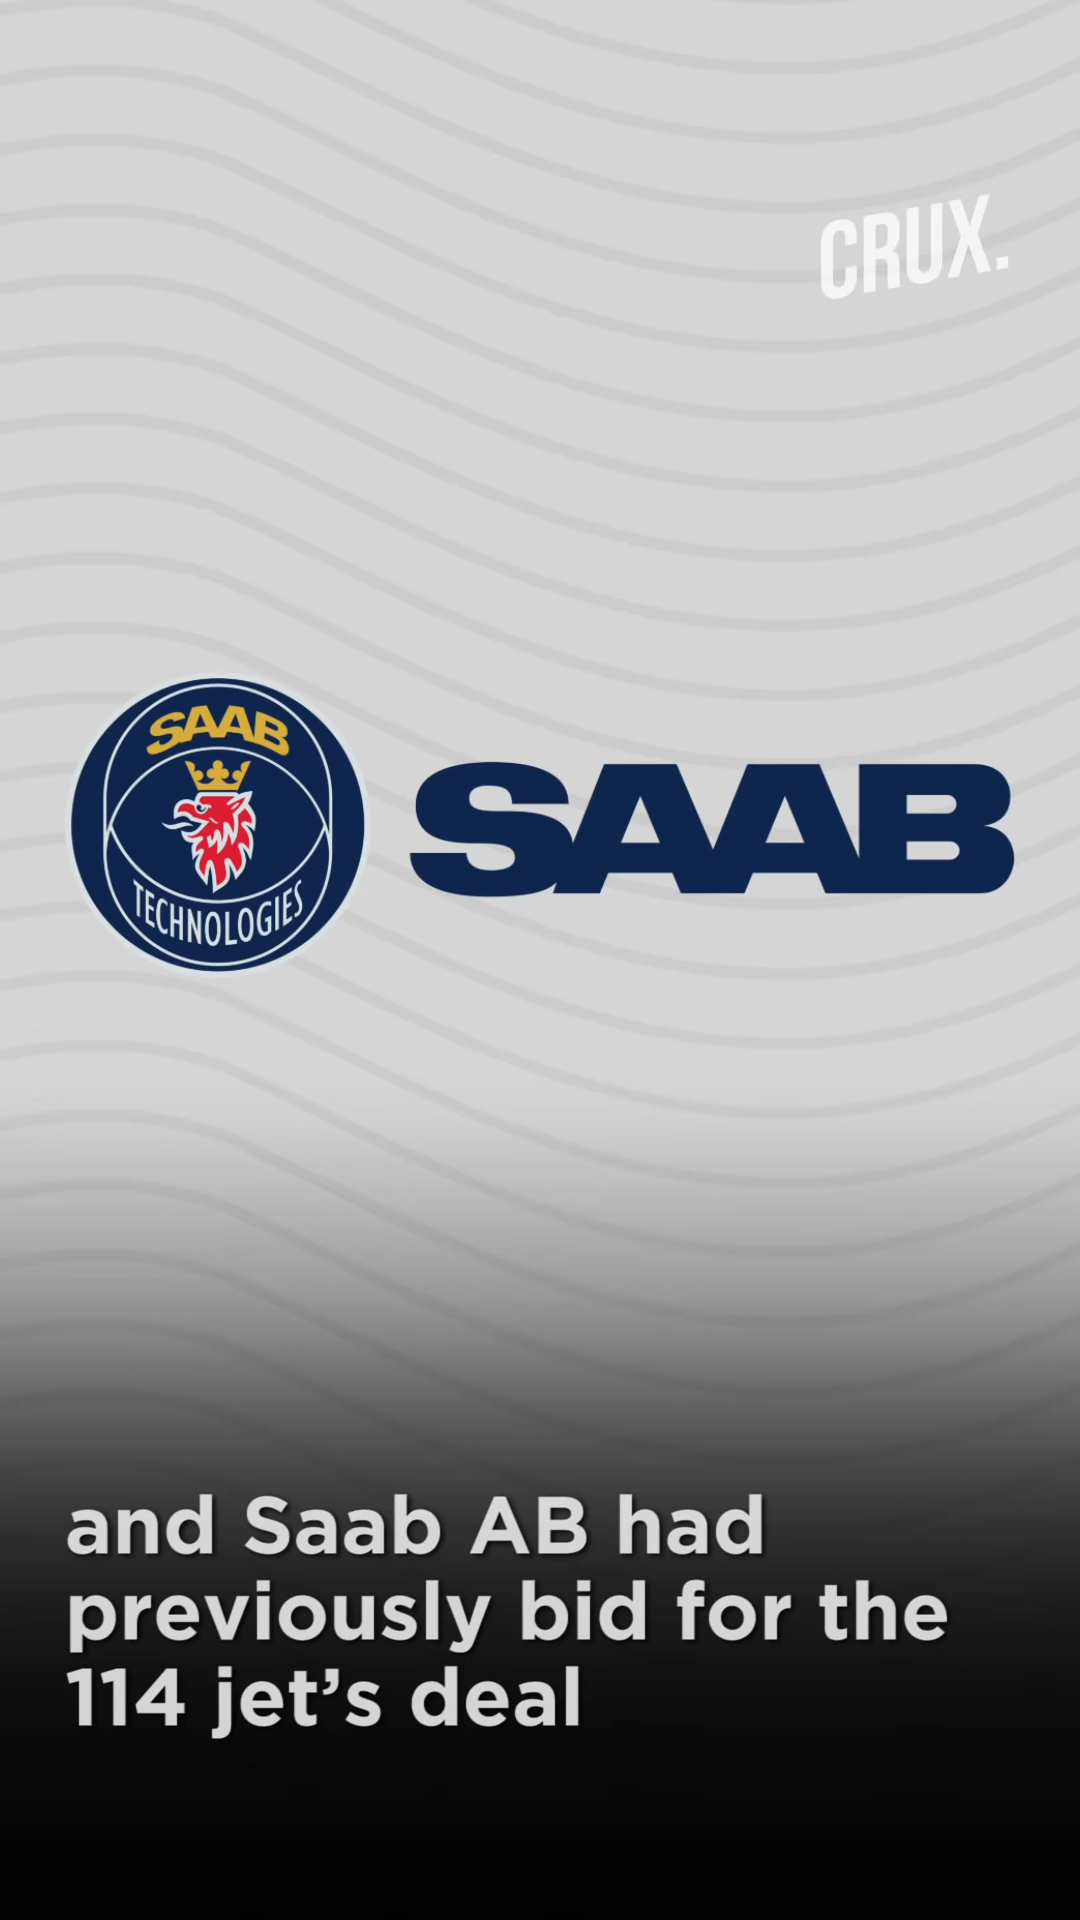 CRUX.
SAAB
TECHNOLOGIES
SAAB
and Saab AB had
previously bid for the
114 jet’s deal